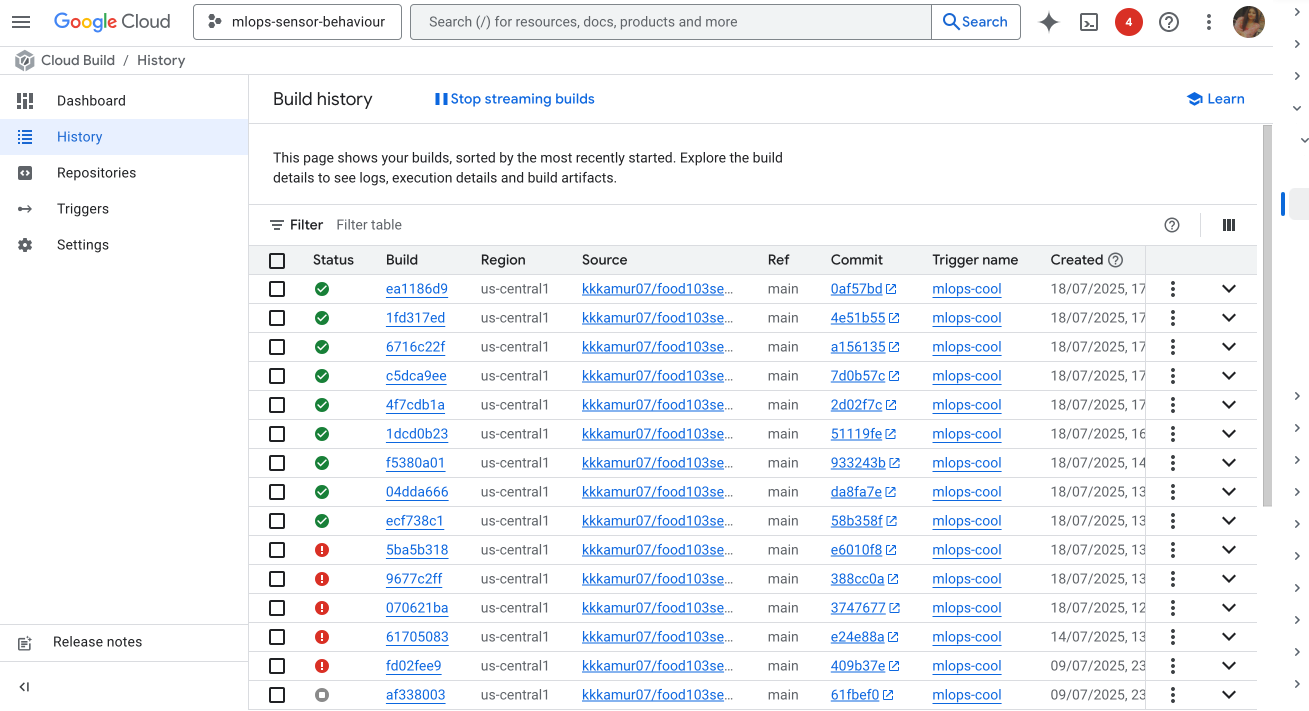 Google Cloud mlops-sensor-behaviour Search (/) for resources, docs, products and more Search 4
Cloud Build / History
Dashboard
History
Repositories
Triggers
Settings
Release notes
Build history Stop streaming builds Learn
This page shows your builds, sorted by the most recently started. Explore the build
details to see logs, execution details and build artifacts.
Filter Filter table
Status Build Region Source Ref Commit Trigger name Created
ea1186d9 us-central1 kkkamur07/food103se… main 0af57bd mlops-cool 18/07/2025, 17
1fd317ed us-central1 kkkamur07/food103se… main 4e51b55 mlops-cool 18/07/2025, 17
6716c22f us-central1 kkkamur07/food103se… main a156135 mlops-cool 18/07/2025, 17
c5dca9ee us-central1 kkkamur07/food103se… main 7d0b57c mlops-cool 18/07/2025, 17
4f7cdb1a us-central1 kkkamur07/food103se… main 2d02f7c mlops-cool 18/07/2025, 17
1dcd0b23 us-central1 kkkamur07/food103se… main 51119fe mlops-cool 18/07/2025, 16
f5380a01 us-central1 kkkamur07/food103se… main 933243b mlops-cool 18/07/2025, 14
04dda666 us-central1 kkkamur07/food103se… main da8fa7e mlops-cool 18/07/2025, 13
ecf738c1 us-central1 kkkamur07/food103se… main 58b358f mlops-cool 18/07/2025, 13
5ba5b318 us-central1 kkkamur07/food103se… main e6010f8 mlops-cool 18/07/2025, 13
9677c2ff us-central1 kkkamur07/food103se… main 388cc0a mlops-cool 18/07/2025, 13
070621ba us-central1 kkkamur07/food103se… main 3747677 mlops-cool 18/07/2025, 12
61705083 us-central1 kkkamur07/food103se… main e24e88a mlops-cool 14/07/2025, 13
fd02fee9 us-central1 kkkamur07/food103se… main 409b37e mlops-cool 09/07/2025, 23
af338003 us-central1 kkkamur07/food103se… main 61fbef0 mlops-cool 09/07/2025, 23